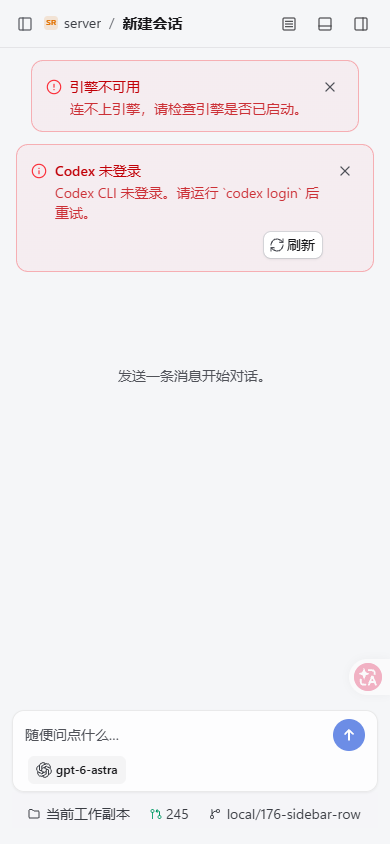 SR server / 新建会话
引擎不可用
连不上引擎，请检查引擎是否已启动。
Codex 未登录
Codex CLI 未登录。请运行 `codex login` 后
重试。
刷新
发送一条消息开始对话。
随便问点什么...
gpt-6-astra
当前工作副本 245 local/176-sidebar-row